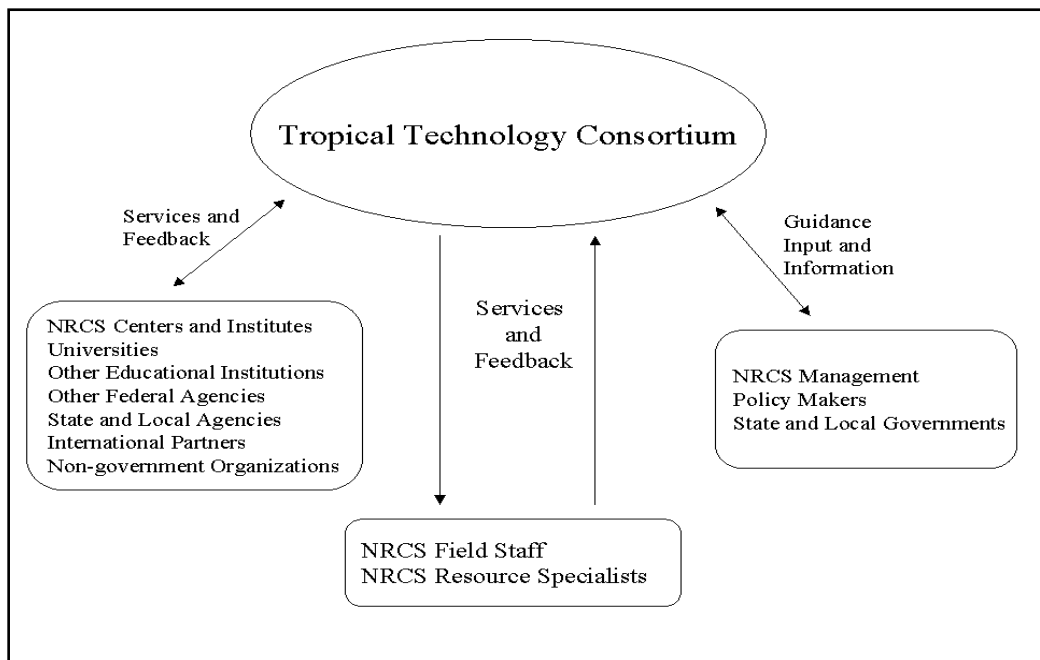 Tropical Technology Consortium
Services and
Feedback
Guidance
Input and
Information
Services
and
Feedback
NRCS Centers and Institutes
Universities
Other Educational Institutions
Other Federal Agencies
State and Local Agencies
International Partners
Non-government Organizations
NRCS Management
Policy Makers
State and Local Governments
NRCS Field Staff
NRCS Resource Specialists